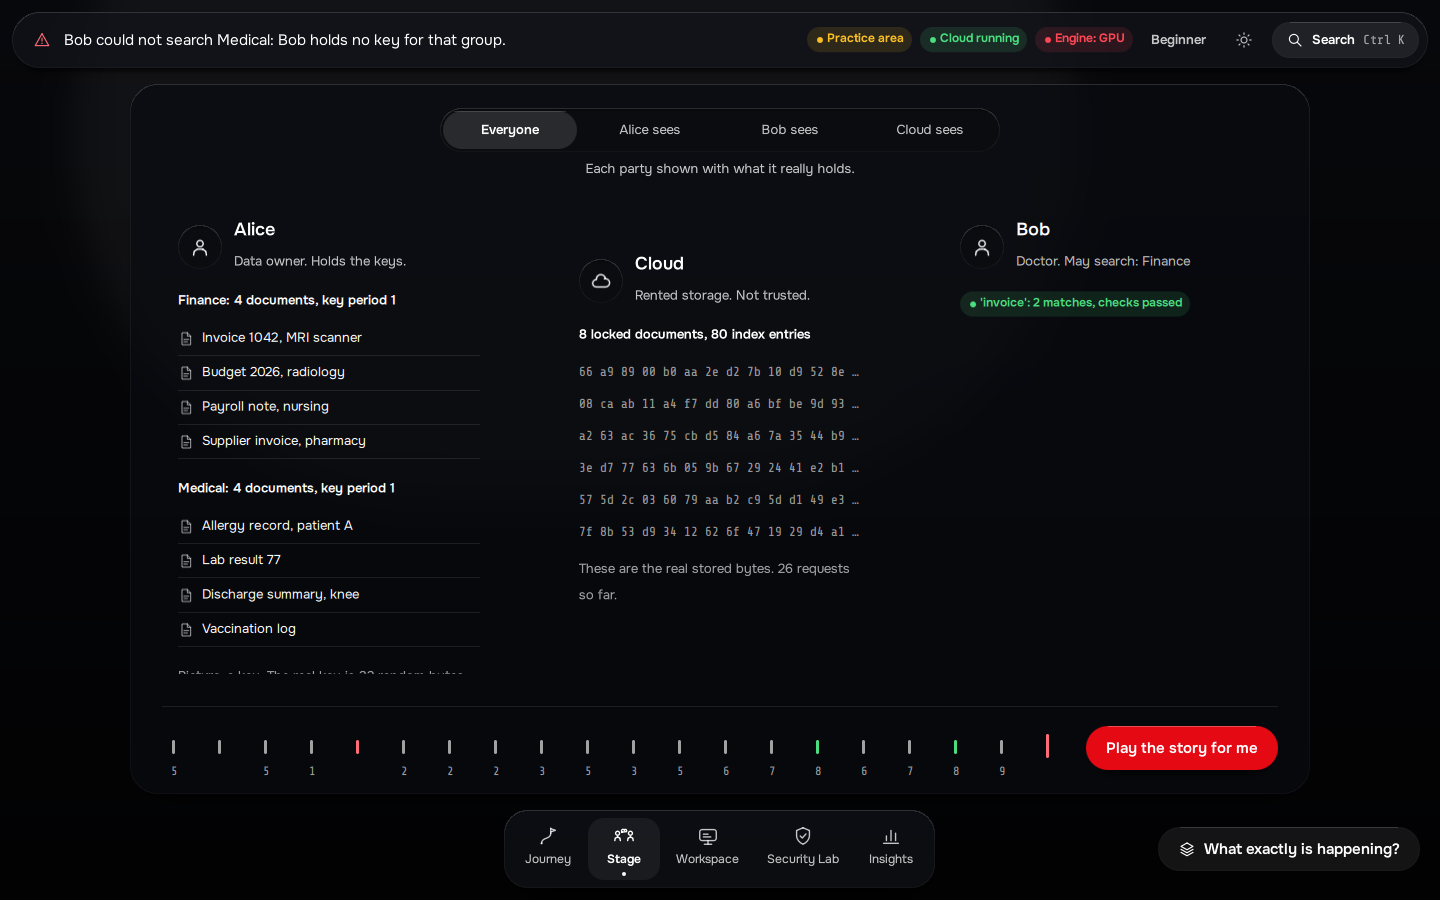 Bob could not search Medical: Bob holds no key for that group.
Practice area
Cloud running
Engine: GPU
Beginner
Search Ctrl K
Everyone
Alice sees
Bob sees
Cloud sees
Each party shown with what it really holds.
Alice
Data owner. Holds the keys.
Finance: 4 documents, key period 1
Invoice 1042, MRI scanner
Budget 2026, radiology
Payroll note, nursing
Supplier invoice, pharmacy
Medical: 4 documents, key period 1
Allergy record, patient A
Lab result 77
Discharge summary, knee
Vaccination log
Cloud
Rented storage. Not trusted.
8 locked documents, 80 index entries
66 a9 89 00 b0 aa 2e d2 7b 10 d9 52 8e …
08 ca ab 11 a4 f7 dd 80 a6 bf be 9d 93 …
a2 63 ac 36 75 cb d5 84 a6 7a 35 44 b9 …
3e d7 77 63 6b 05 9b 67 29 24 41 e2 b1 …
57 5d 2c 03 60 79 aa b2 c9 5d d1 49 e3 …
7f 8b 53 d9 34 12 62 6f 47 19 29 d4 a1 …
These are the real stored bytes. 26 requests
so far.
Bob
Doctor. May search: Finance
'invoice': 2 matches, checks passed
5 5 1 2 2 2 3 5 3 5 6 7 8 6 7 8 9
Play the story for me
Journey
Stage
Workspace
Security Lab
Insights
What exactly is happening?